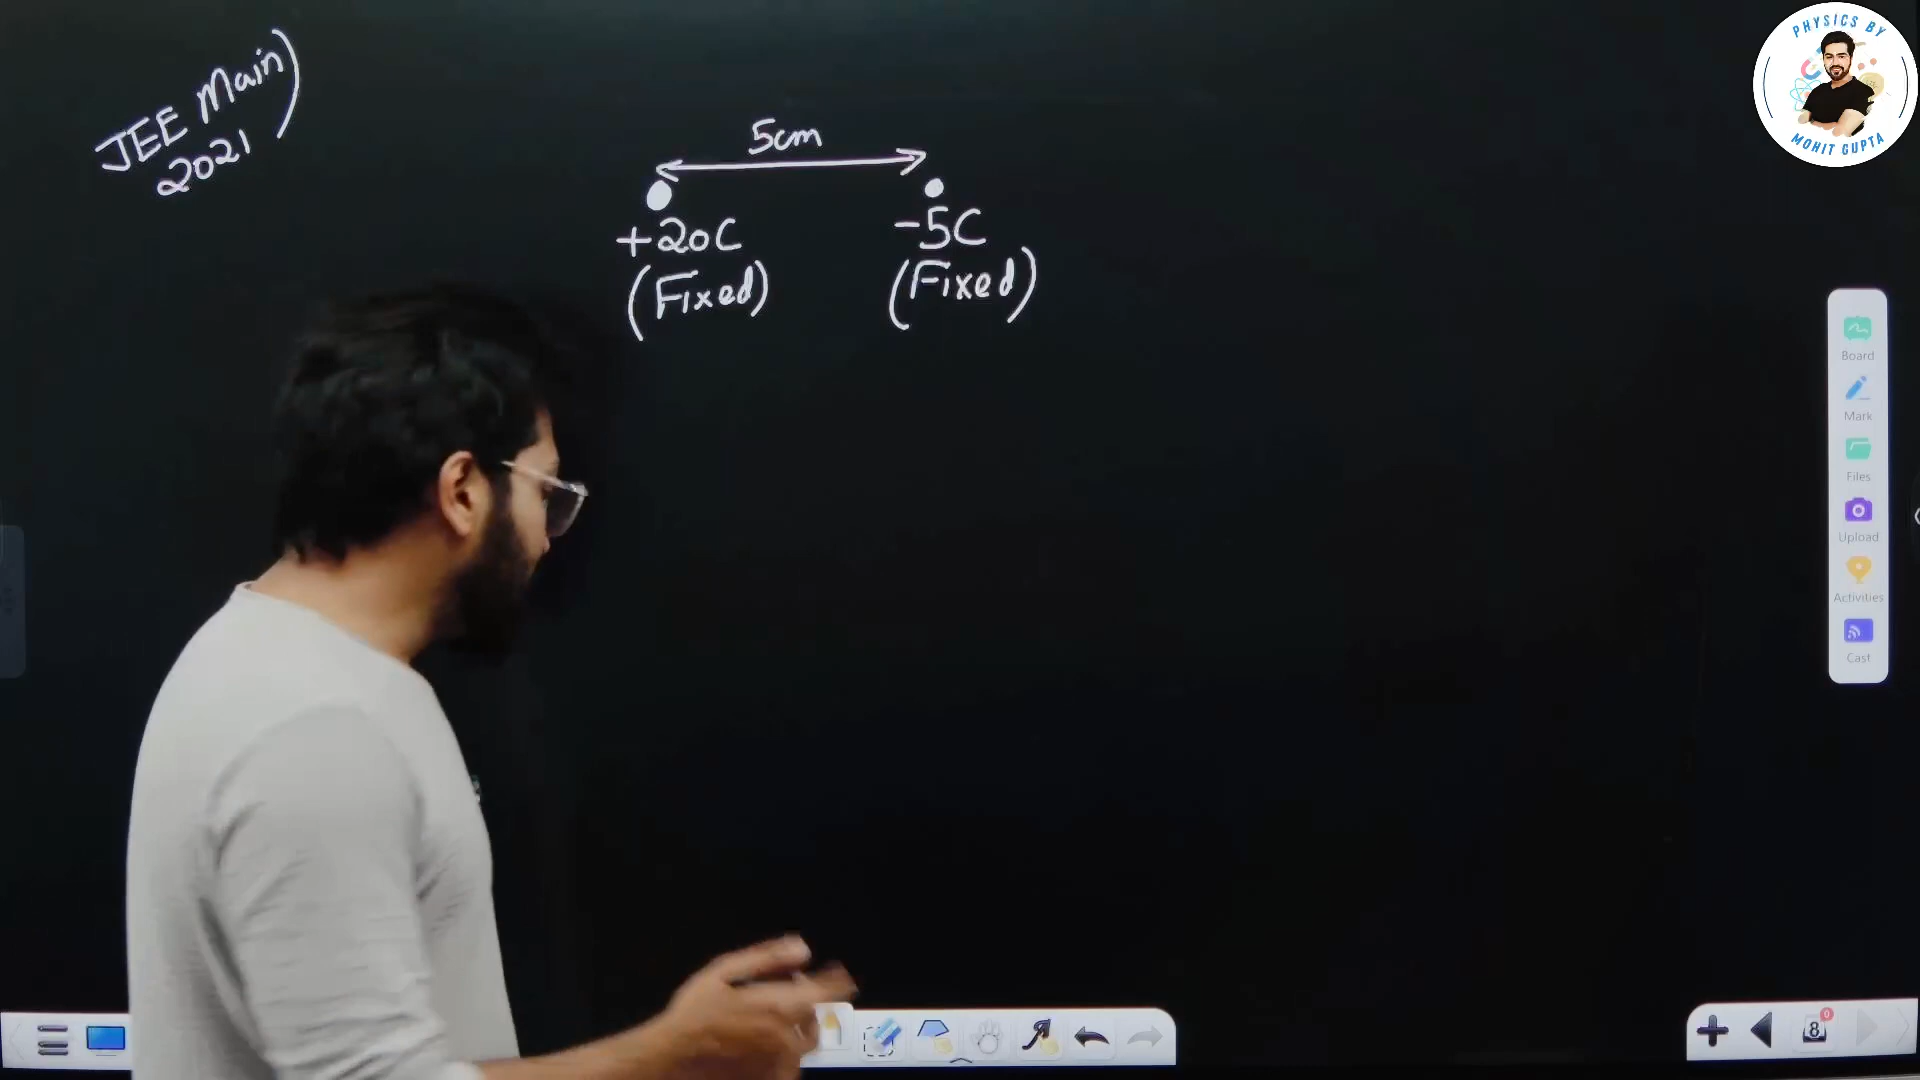 JEE Main)
2021
5cm
+20C
(Fixed)
-5C
(Fixed)
PHYSICS BY
MOHIT GUPTA
Board
Mark
Files
Upload
Activities
Cast
8
0